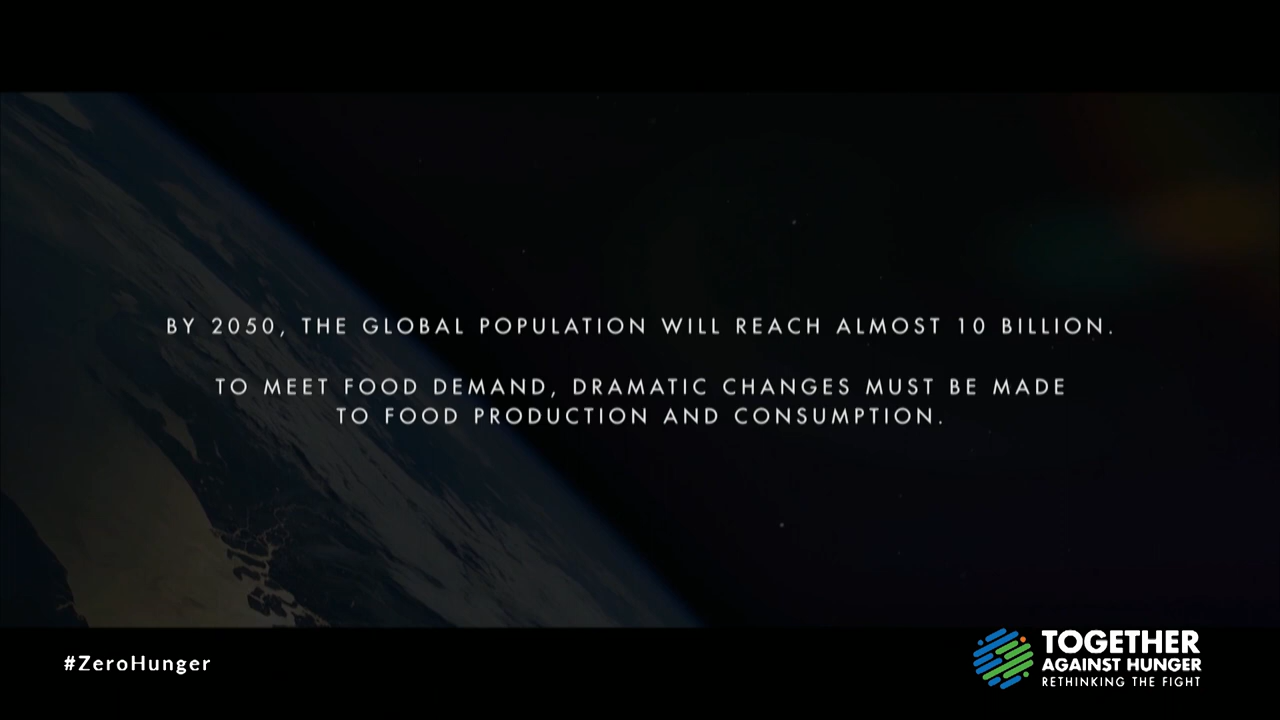 BY 2050, THE GLOBAL POPULATION WILL REACH ALMOST 10 BILLION.
TO MEET FOOD DEMAND, DRAMATIC CHANGES MUST BE MADE
TO FOOD PRODUCTION AND CONSUMPTION.
#ZeroHunger
TOGETHER
AGAINST HUNGER
RETHINKING THE FIGHT